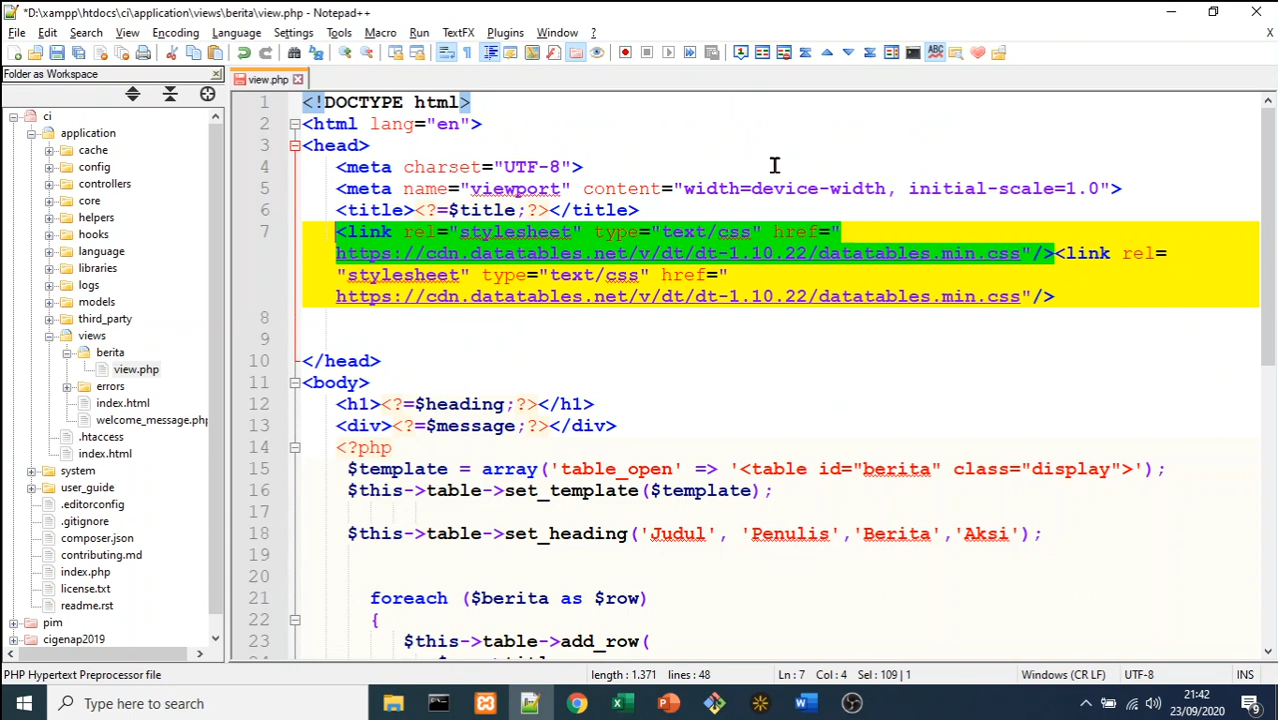 *D:\xampp\htdocs\ci\application\views\berita\view.php - Notepad++
File Edit Search View Encoding Language Settings Tools Macro Run TextFX Plugins Window ? X
Folder as Workspace
view.php
ci
application
cache
config
controllers
core
helpers
hooks
language
libraries
logs
models
third_party
views
berita
view.php
errors
index.html
welcome_message.php
.htaccess
index.html
system
user_guide
.editorconfig
.gitignore
composer.json
contributing.md
index.php
license.txt
readme.rst
pim
cigenap2019
1 <!DOCTYPE html>
2 <html lang="en">
3 <head>
4 <meta charset="UTF-8">
5 <meta name="viewport" content="width=device-width, initial-scale=1.0">
6 <title><?=$title;?></title>
7 <link rel="stylesheet" type="text/css" href="
https://cdn.datatables.net/v/dt/dt-1.10.22/datatables.min.css"/><link rel=
"stylesheet" type="text/css" href="
https://cdn.datatables.net/v/dt/dt-1.10.22/datatables.min.css"/>
8
9
10 </head>
11 <body>
12 <h1><?=$heading;?></h1>
13 <div><?=$message;?></div>
14 <?php
15 $template = array('table_open' => '<table id="berita" class="display">');
16 $this->table->set_template($template);
17
18 $this->table->set_heading('Judul', 'Penulis','Berita','Aksi');
19
20
21 foreach ($berita as $row)
22 {
23 $this->table->add_row(
PHP Hypertext Preprocessor file length : 1.371 lines : 48 Ln : 7 Col : 4 Sel : 109 | 1 Windows (CR LF) UTF-8 INS
Type here to search
21:42
23/09/2020